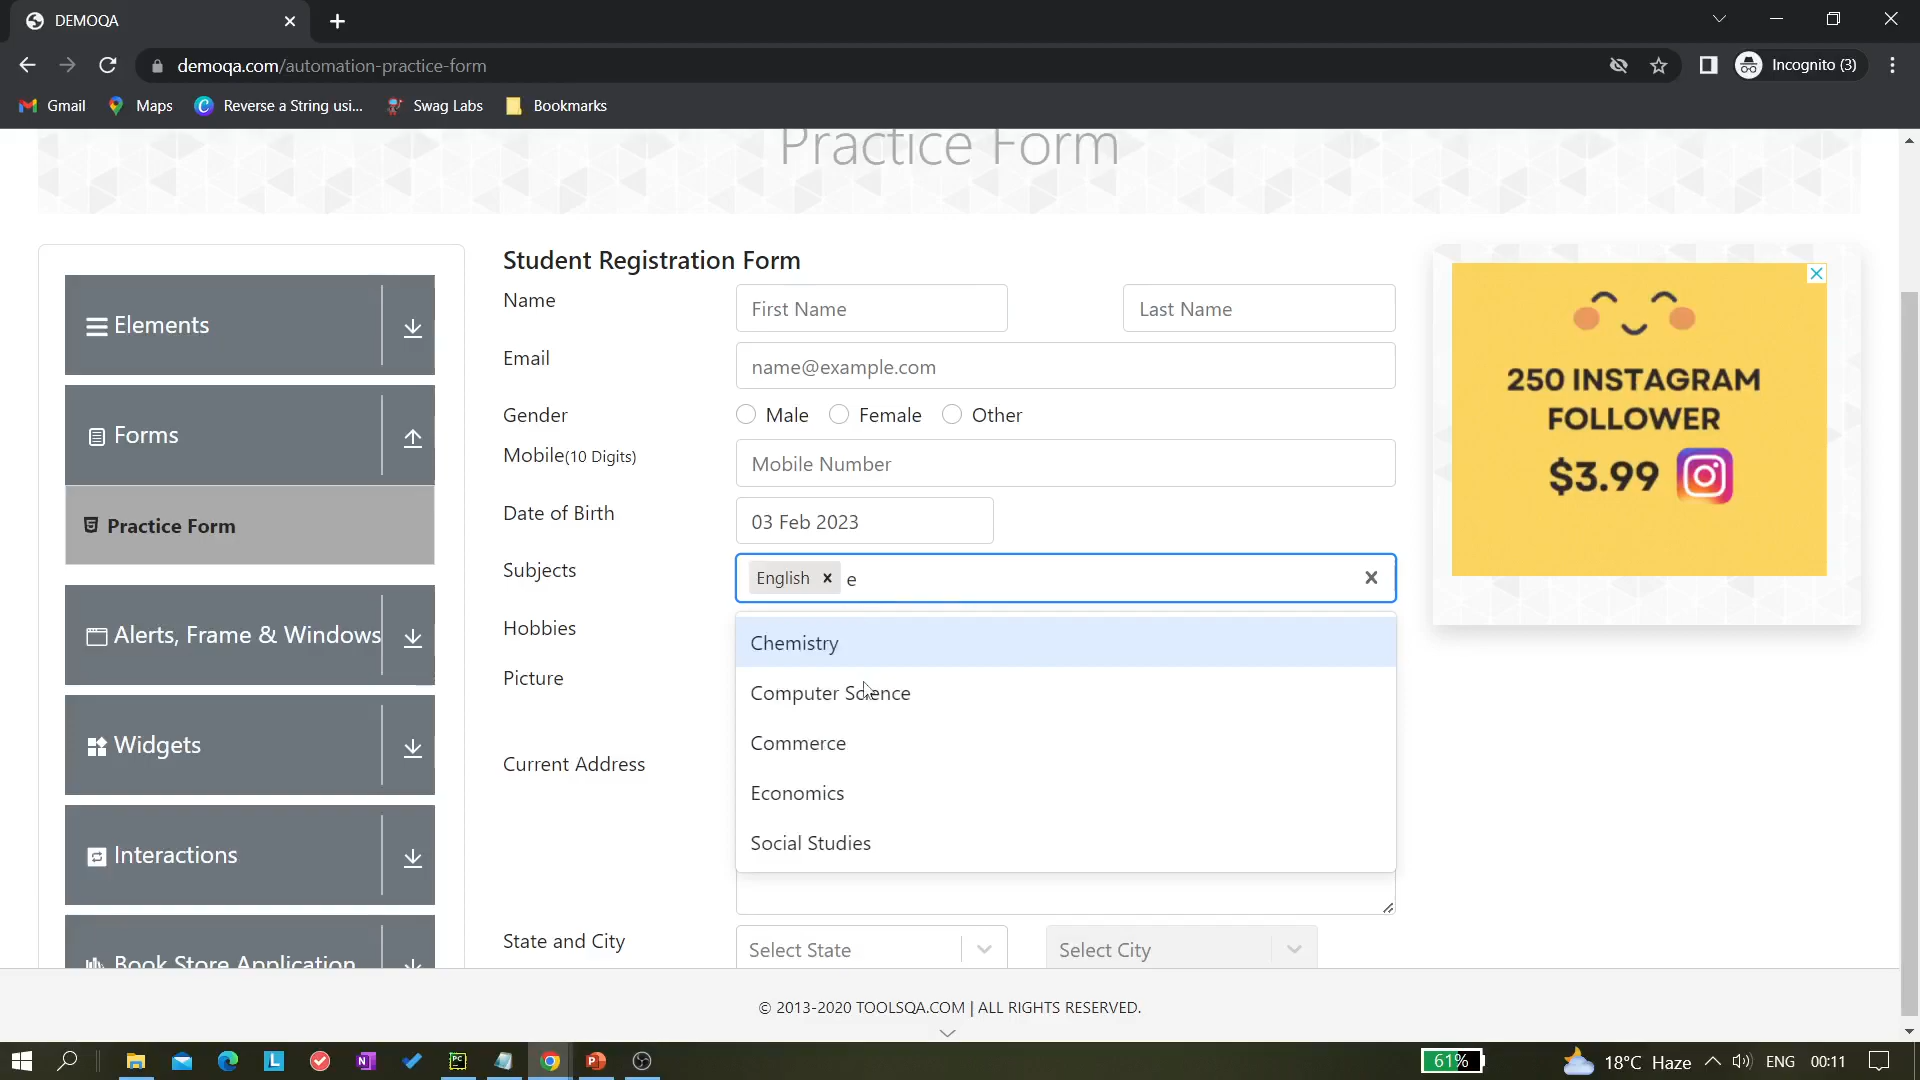 DEMOQA
demoqa.com/automation-practice-form
Incognito (3)
Gmail
Maps
Reverse a String usi...
Swag Labs
Bookmarks
Practice Form
Elements
Forms
Practice Form
Alerts, Frame & Windows
Widgets
Interactions
Book Store Application
Student Registration Form
Name
First Name
Last Name
Email
name@example.com
Gender
Male
Female
Other
Mobile(10 Digits)
Mobile Number
Date of Birth
03 Feb 2023
Subjects
English
e
Hobbies
Chemistry
Picture
Computer Science
Commerce
Current Address
Economics
Social Studies
State and City
Select State
Select City
250 INSTAGRAM
FOLLOWER
$3.99
© 2013-2020 TOOLSQA.COM | ALL RIGHTS RESERVED.
61%
18°C Haze
ENG
00:11